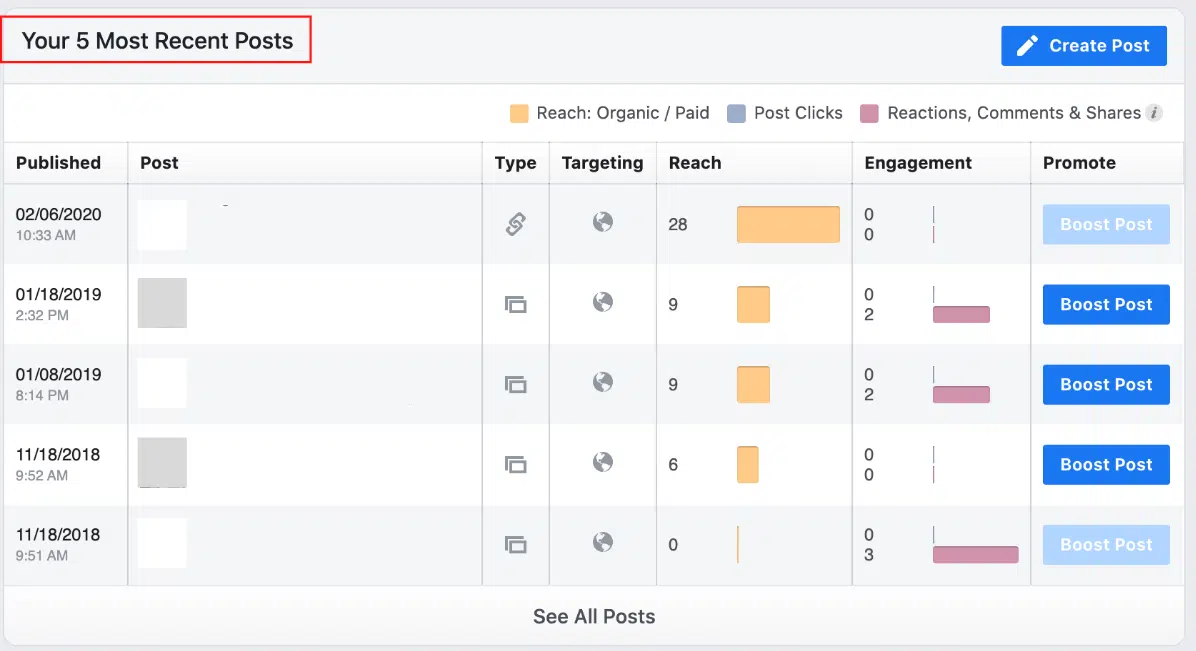 Your 5 Most Recent Posts
Create Post
Reach: Organic / Paid Post Clicks Reactions, Comments & Shares i
Published Post Type Targeting Reach Engagement Promote
02/06/2020
10:33 AM
28
0
0
Boost Post
01/18/2019
2:32 PM
9
0
2
Boost Post
01/08/2019
8:14 PM
9
0
2
Boost Post
11/18/2018
9:52 AM
6
0
0
Boost Post
11/18/2018
9:51 AM
0
0
3
Boost Post
See All Posts